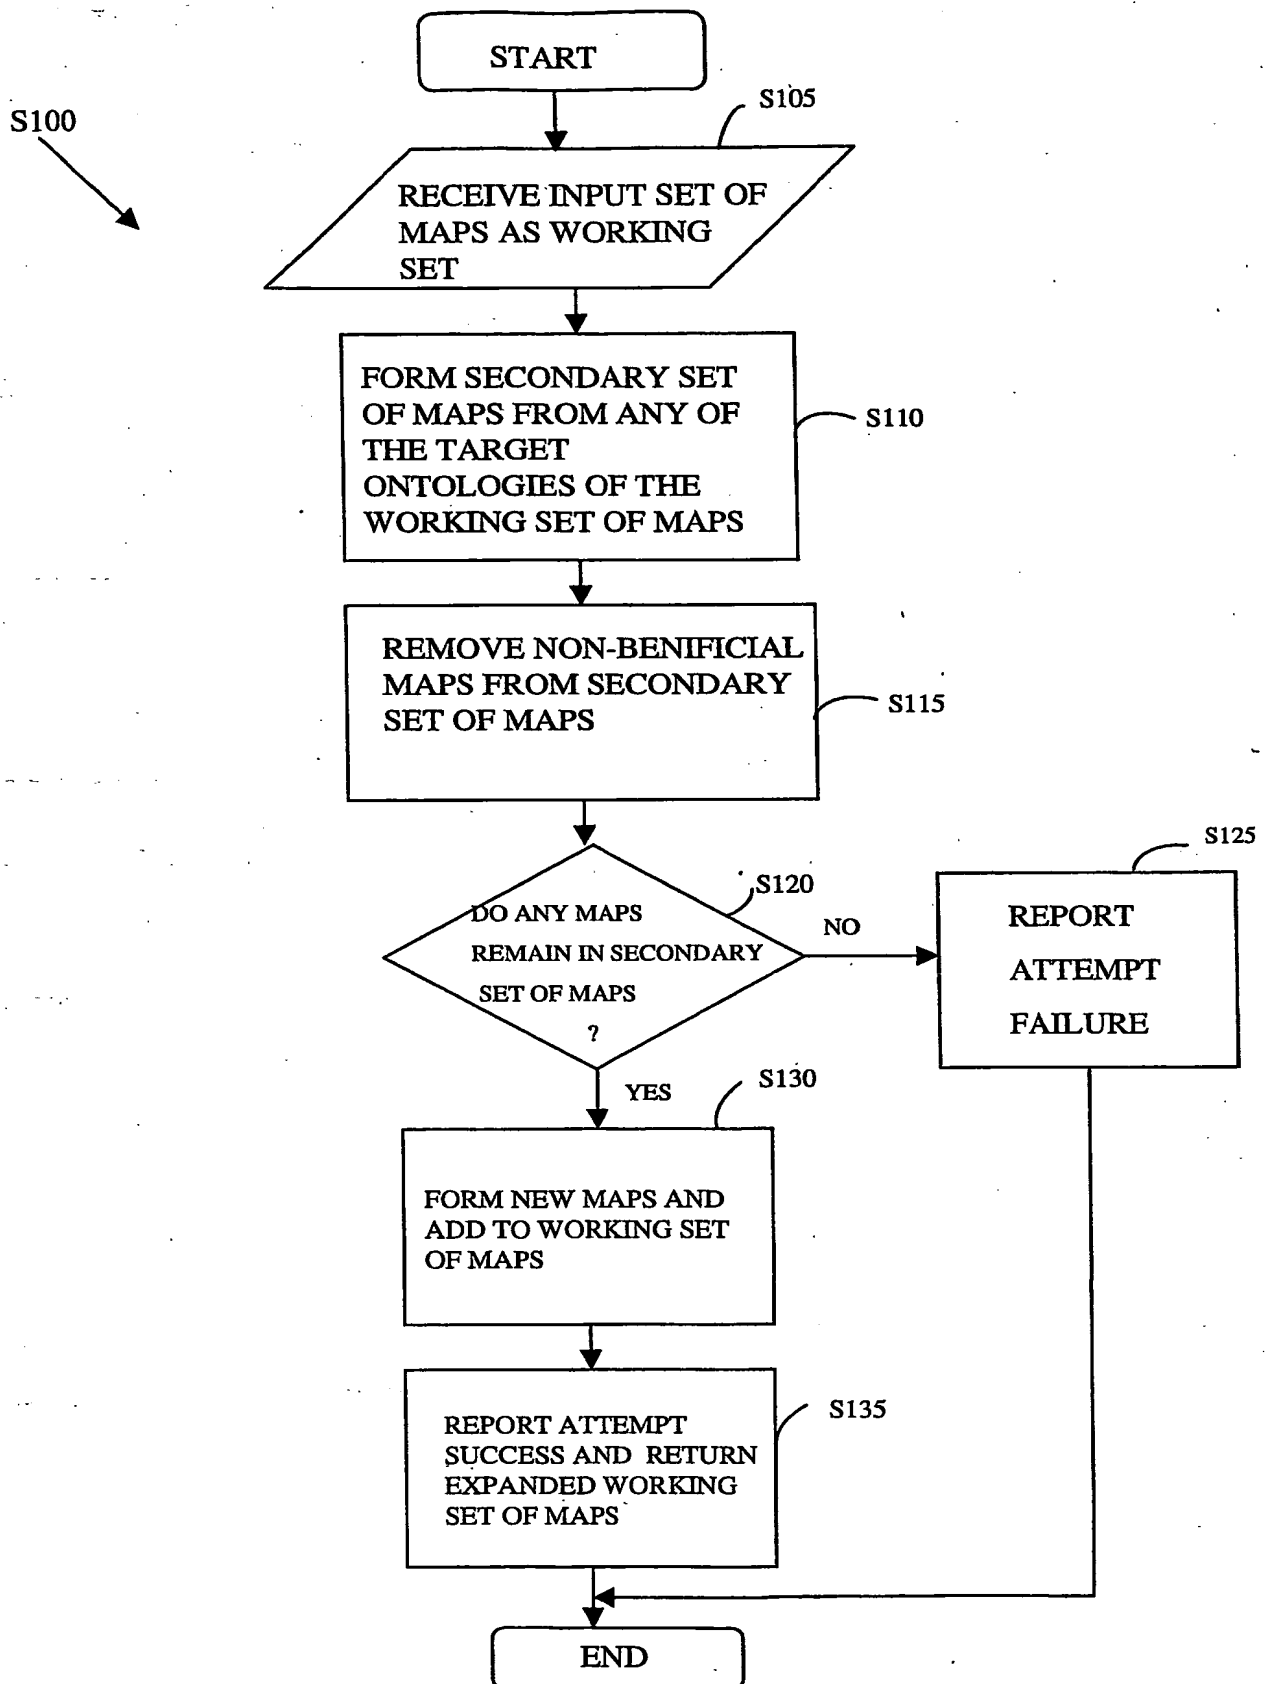 START
S105
S100
RECEIVE INPUT SET OF
MAPS AS WORKING
SET
FORM SECONDARY SET
OF MAPS FROM ANY OF
THE TARGET
ONTOLOGIES OF THE
WORKING SET OF MAPS
S110
REMOVE NON-BENIFICIAL
MAPS FROM SECONDARY
SET OF MAPS
S115
S120
DO ANY MAPS
REMAIN IN SECONDARY
SET OF MAPS
?
NO
S125
REPORT
ATTEMPT
FAILURE
YES
S130
FORM NEW MAPS AND
ADD TO WORKING SET
OF MAPS
S135
REPORT ATTEMPT
SUCCESS AND RETURN
EXPANDED WORKING
SET OF MAPS
END